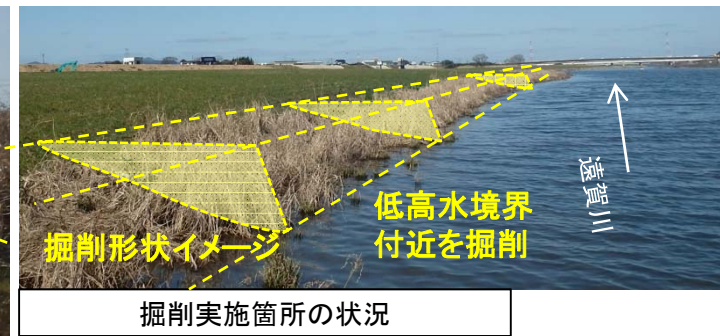 掘削形状イメージ
低高水境界
付近を掘削
遠賀川
掘削実施箇所の状況